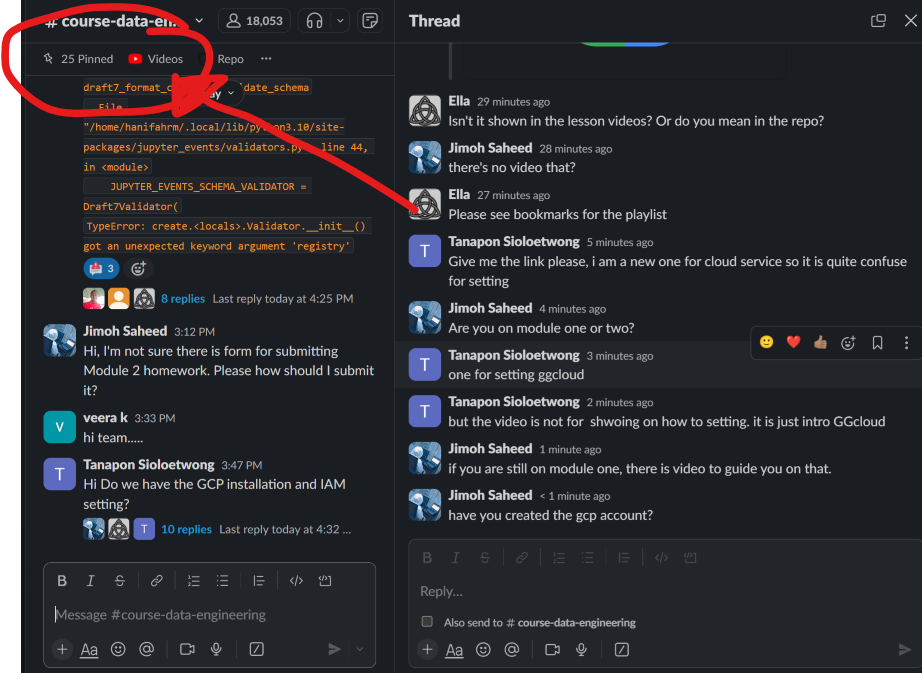 # course-data-en...
18,053
25 Pinned
Videos
Repo
draft7_format_c
date_schema
ay
File
"/home/hanifahrm/.local/lib/python3.10/site-
packages/jupyter_events/validators.py
line 44,
in <module>
JUPYTER_EVENTS_SCHEMA_VALIDATOR =
Draft7Validator(
TypeError: create.<locals>.Validator.__init__()
got an unexpected keyword argument 'registry'
3
8 replies Last reply today at 4:25 PM
Jimoh Saheed 3:12 PM
Hi, I'm not sure there is form for submitting
Module 2 homework. Please how should I submit
it?
V
veera k 3:33 PM
hi team.....
T
Tanapon Sioloetwong 3:47 PM
Hi Do we have the GCP installation and IAM
setting?
T
10 replies Last reply today at 4:32 ...
B I S
Message #course-data-engineering
+ Aa @
Thread
Ella 29 minutes ago
Isn't it shown in the lesson videos? Or do you mean in the repo?
Jimoh Saheed 28 minutes ago
there's no video that?
Ella 27 minutes ago
Please see bookmarks for the playlist
T
Tanapon Sioloetwong 5 minutes ago
Give me the link please, i am a new one for cloud service so it is quite confuse
for setting
Jimoh Saheed 4 minutes ago
Are you on module one or two?
T
Tanapon Sioloetwong 3 minutes ago
one for setting ggcloud
T
Tanapon Sioloetwong 2 minutes ago
but the video is not for shwoing on how to setting. it is just intro GGcloud
Jimoh Saheed 1 minute ago
if you are still on module one, there is video to guide you on that.
Jimoh Saheed < 1 minute ago
have you created the gcp account?
B I S
Reply...
Also send to # course-data-engineering
+ Aa @